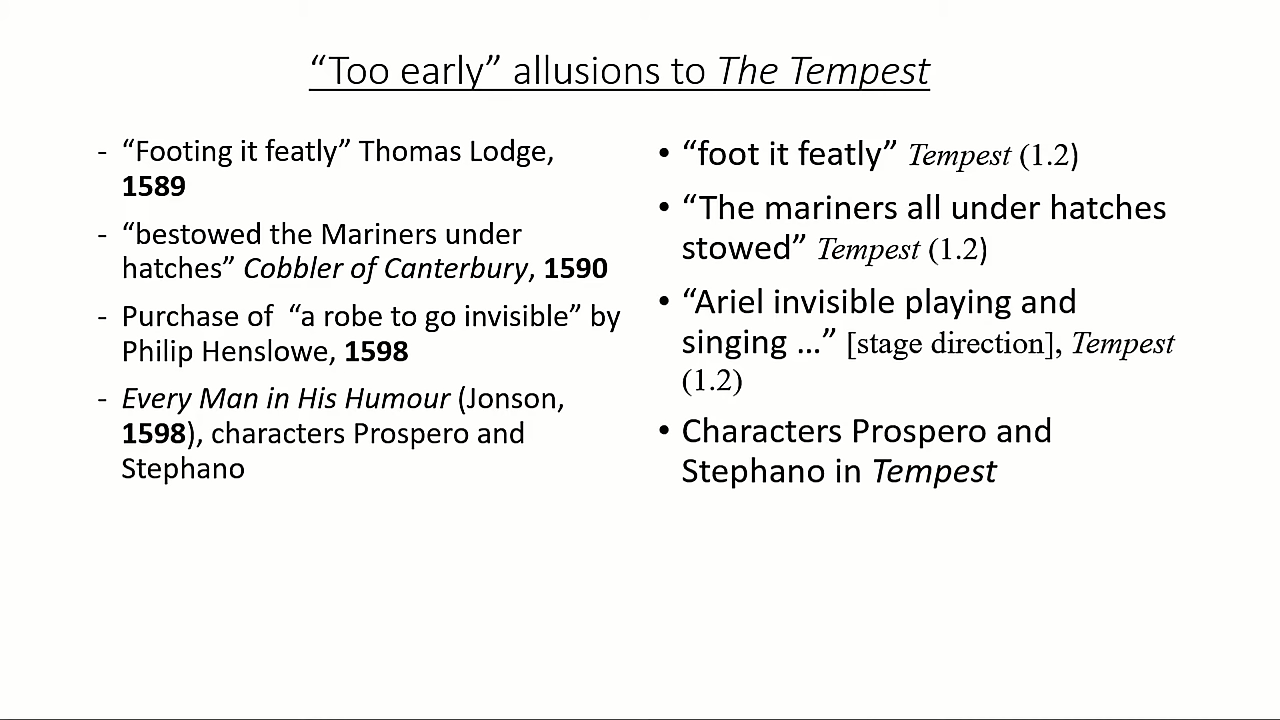 “Too early” allusions to The Tempest
- “Footing it featly” Thomas Lodge,
1589
- “bestowed the Mariners under
hatches” Cobbler of Canterbury, 1590
- Purchase of “a robe to go invisible” by
Philip Henslowe, 1598
- Every Man in His Humour (Jonson,
1598), characters Prospero and
Stephano
• “foot it featly” Tempest (1.2)
• “The mariners all under hatches
stowed” Tempest (1.2)
• “Ariel invisible playing and
singing …” [stage direction], Tempest
(1.2)
• Characters Prospero and
Stephano in Tempest